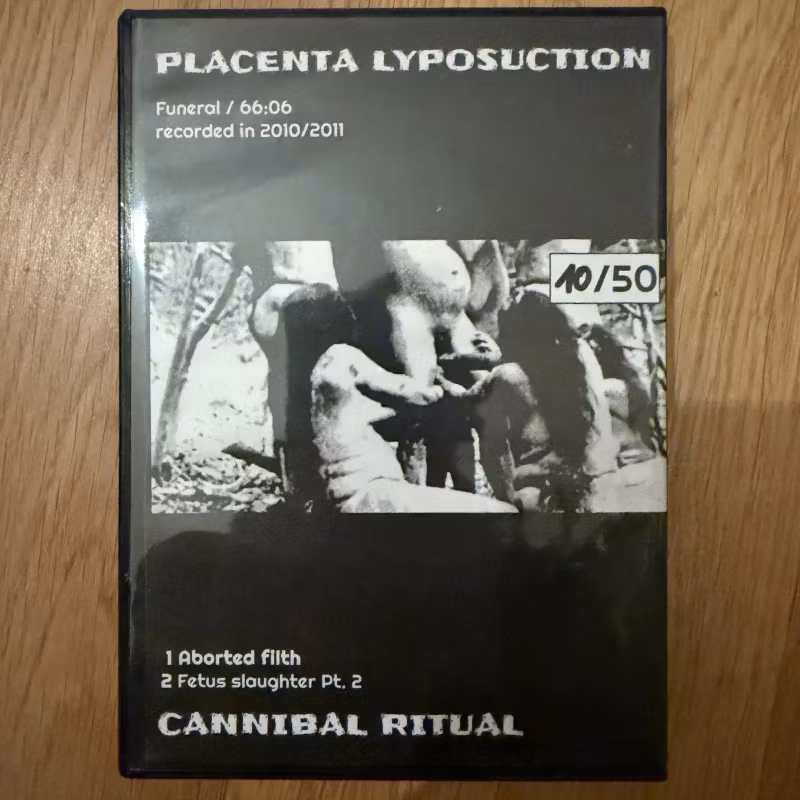 PLACENTA LYPOSUCTION
Funeral / 66:06
recorded in 2010/2011
10/50
1 Aborted filth
2 Fetus slaughter Pt. 2
CANNIBAL RITUAL